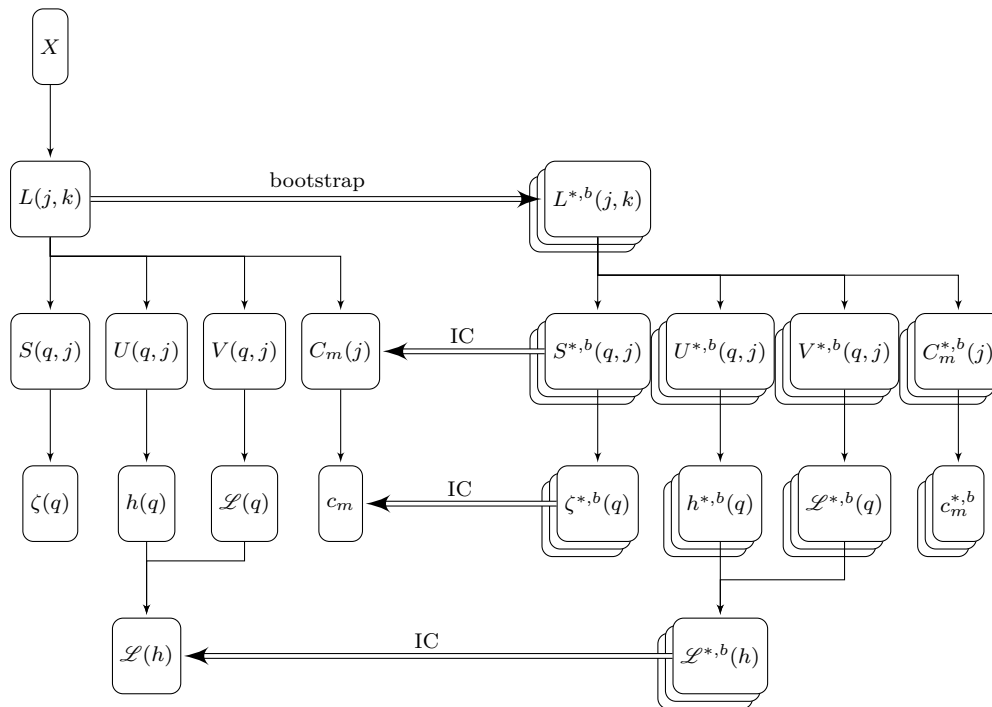 X
bootstrap
L(j, k)
L*,b(j, k)
S(q, j) U(q, j) V(q, j) Cm(j)
IC
S*,b(q, j) U*,b(q, j) V*,b(q, j) C*,bm(j)
ζ(q) h(q) ℒ(q) cm
IC
ζ*,b(q) h*,b(q) ℒ*,b(q) c*,bm
ℒ(h)
IC
ℒ*,b(h)